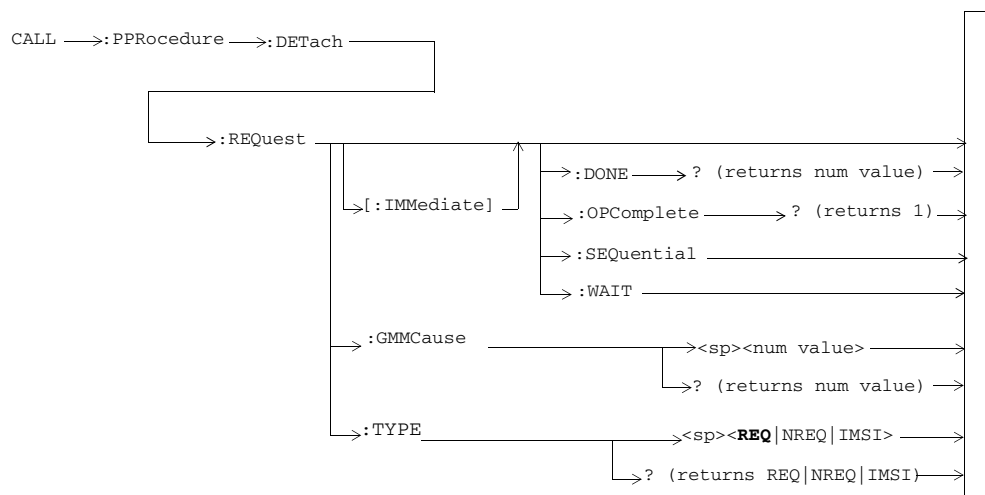 CALL :PPRocedure :DETach
:REQuest
:DONE ? (returns num value)
[:IMMediate]
:OPComplete ? (returns 1)
:SEQuential
:WAIT
:GMMCause <sp><num value>
? (returns num value)
:TYPE <sp><REQ|NREQ|IMSI>
? (returns REQ|NREQ|IMSI)